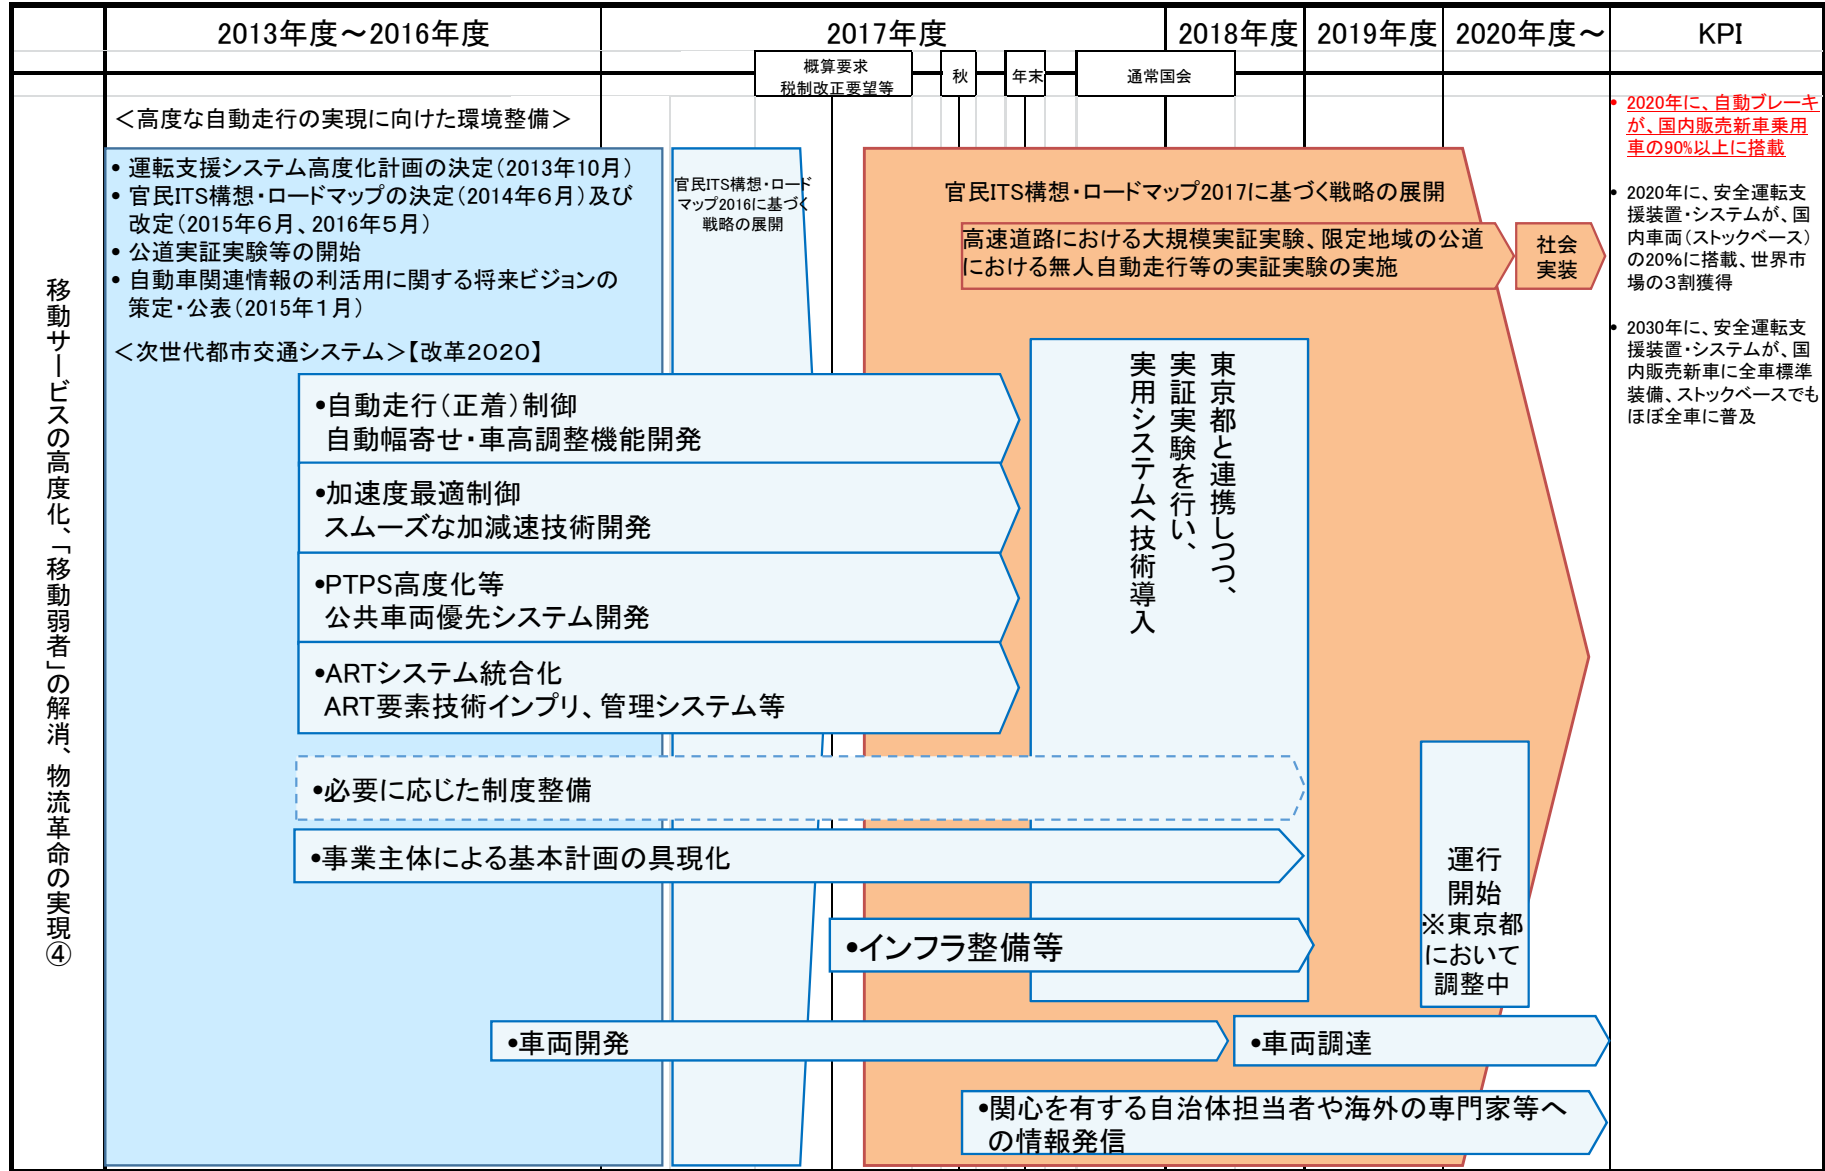 2013年度～2016年度
2017年度
2018年度
2019年度
2020年度～
KPI
概算要求
税制改正要望等
秋
年末
通常国会
移動サービスの高度化、「移動弱者」の解消、物流革命の実現④
＜高度な自動走行の実現に向けた環境整備＞
• 運転支援システム高度化計画の決定（2013年10月）
• 官民ITS構想・ロードマップの決定（2014年６月）及び
改定（2015年６月、2016年５月）
• 公道実証実験等の開始
• 自動車関連情報の利活用に関する将来ビジョンの
策定・公表（2015年１月）
＜次世代都市交通システム＞【改革２０２０】
官民ITS構想・ロード
マップ2016に基づく
戦略の展開
官民ITS構想・ロードマップ2017に基づく戦略の展開
高速道路における大規模実証実験、限定地域の公道
における無人自動走行等の実証実験の実施
社会
実装
•自動走行（正着）制御
自動幅寄せ・車高調整機能開発
•加速度最適制御
スムーズな加減速技術開発
•PTPS高度化等
公共車両優先システム開発
•ARTシステム統合化
ART要素技術インプリ、管理システム等
東京都と連携しつつ、
実証実験を行い、
実用システムへ技術導入
•必要に応じた制度整備
•事業主体による基本計画の具現化
•インフラ整備等
運行
開始
※東京都
において
調整中
•車両開発
•車両調達
•関心を有する自治体担当者や海外の専門家等へ
の情報発信
• 2020年に、自動ブレーキ
が、国内販売新車乗用
車の90%以上に搭載
• 2020年に、安全運転支
援装置・システムが、国
内車両（ストックベース）
の20%に搭載、世界市
場の３割獲得
• 2030年に、安全運転支
援装置・システムが、国
内販売新車に全車標準
装備、ストックベースでも
ほぼ全車に普及